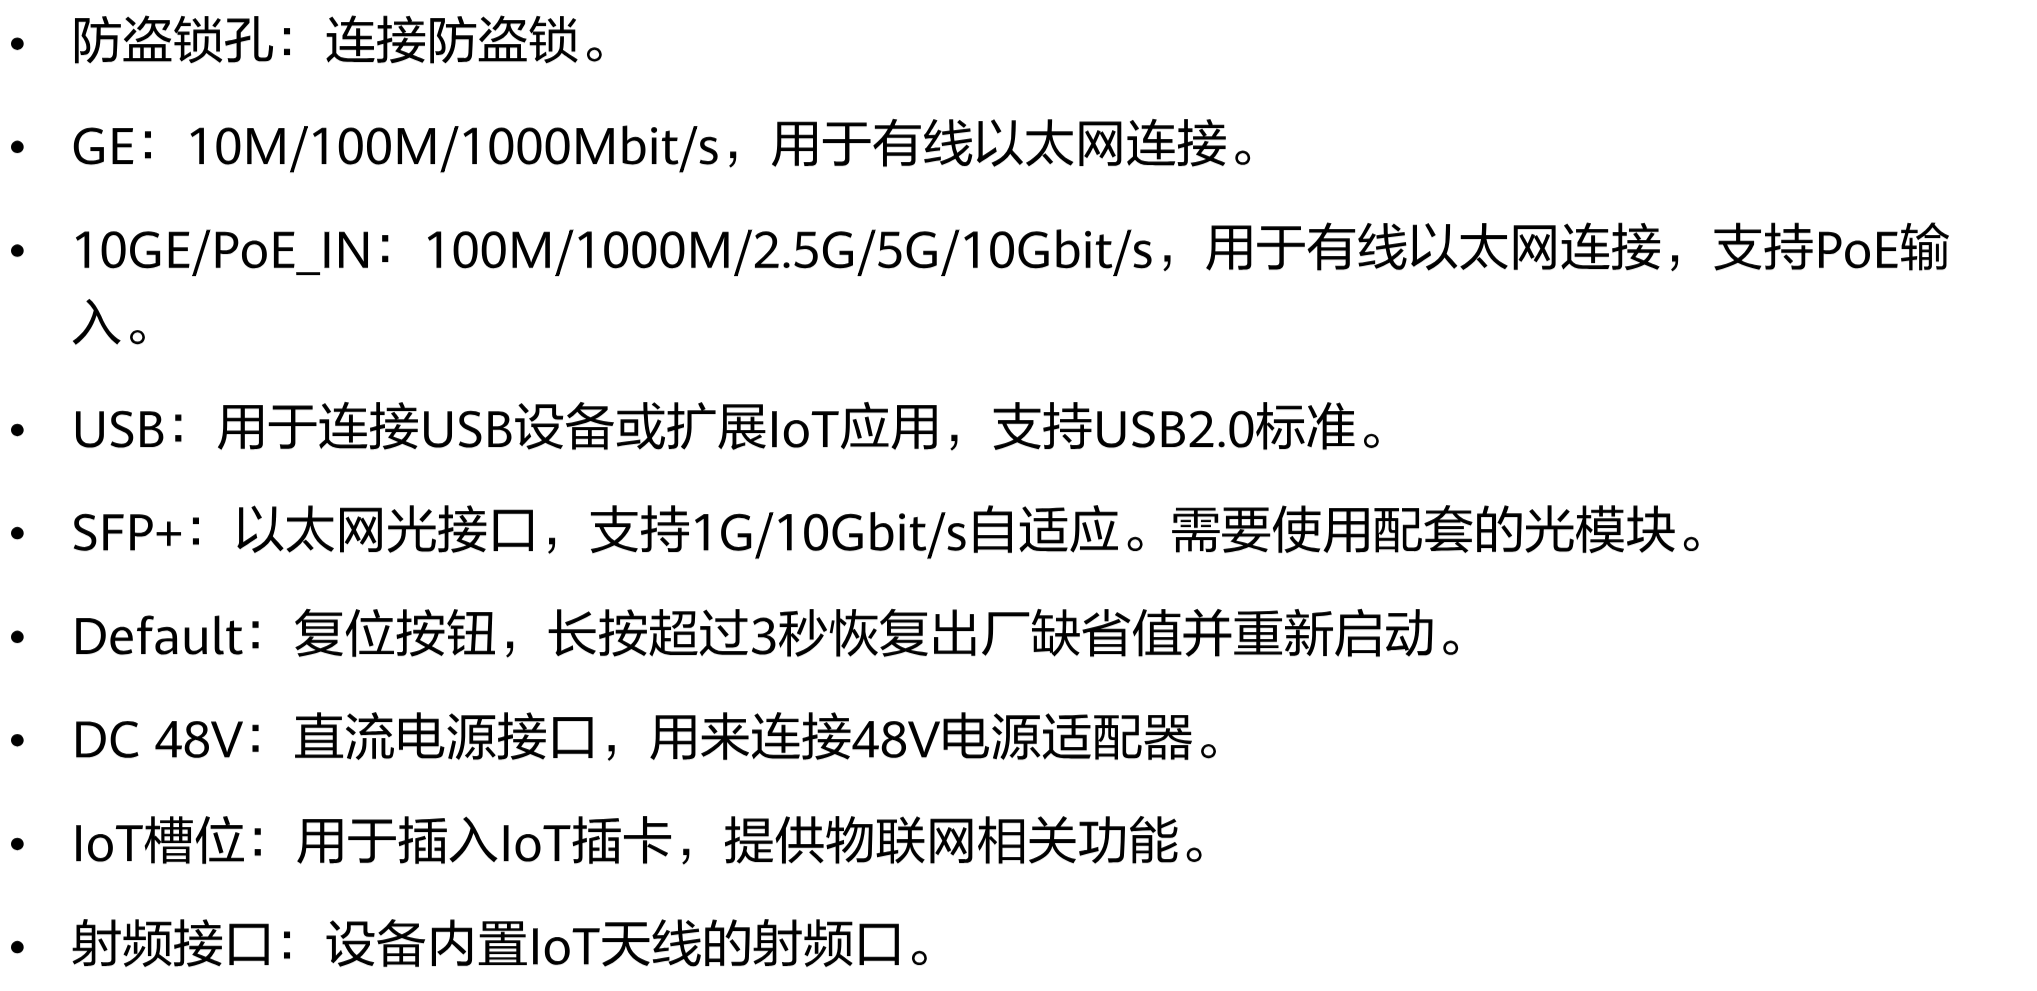 • 防盗锁孔：连接防盗锁。
• GE：10M/100M/1000Mbit/s，用于有线以太网连接。
• 10GE/PoE_IN：100M/1000M/2.5G/5G/10Gbit/s，用于有线以太网连接，支持PoE输
入。
• USB：用于连接USB设备或扩展IoT应用，支持USB2.0标准。
• SFP+：以太网光接口，支持1G/10Gbit/s自适应。需要使用配套的光模块。
• Default：复位按钮，长按超过3秒恢复出厂缺省值并重新启动。
• DC 48V：直流电源接口，用来连接48V电源适配器。
• IoT槽位：用于插入IoT插卡，提供物联网相关功能。
• 射频接口：设备内置IoT天线的射频口。